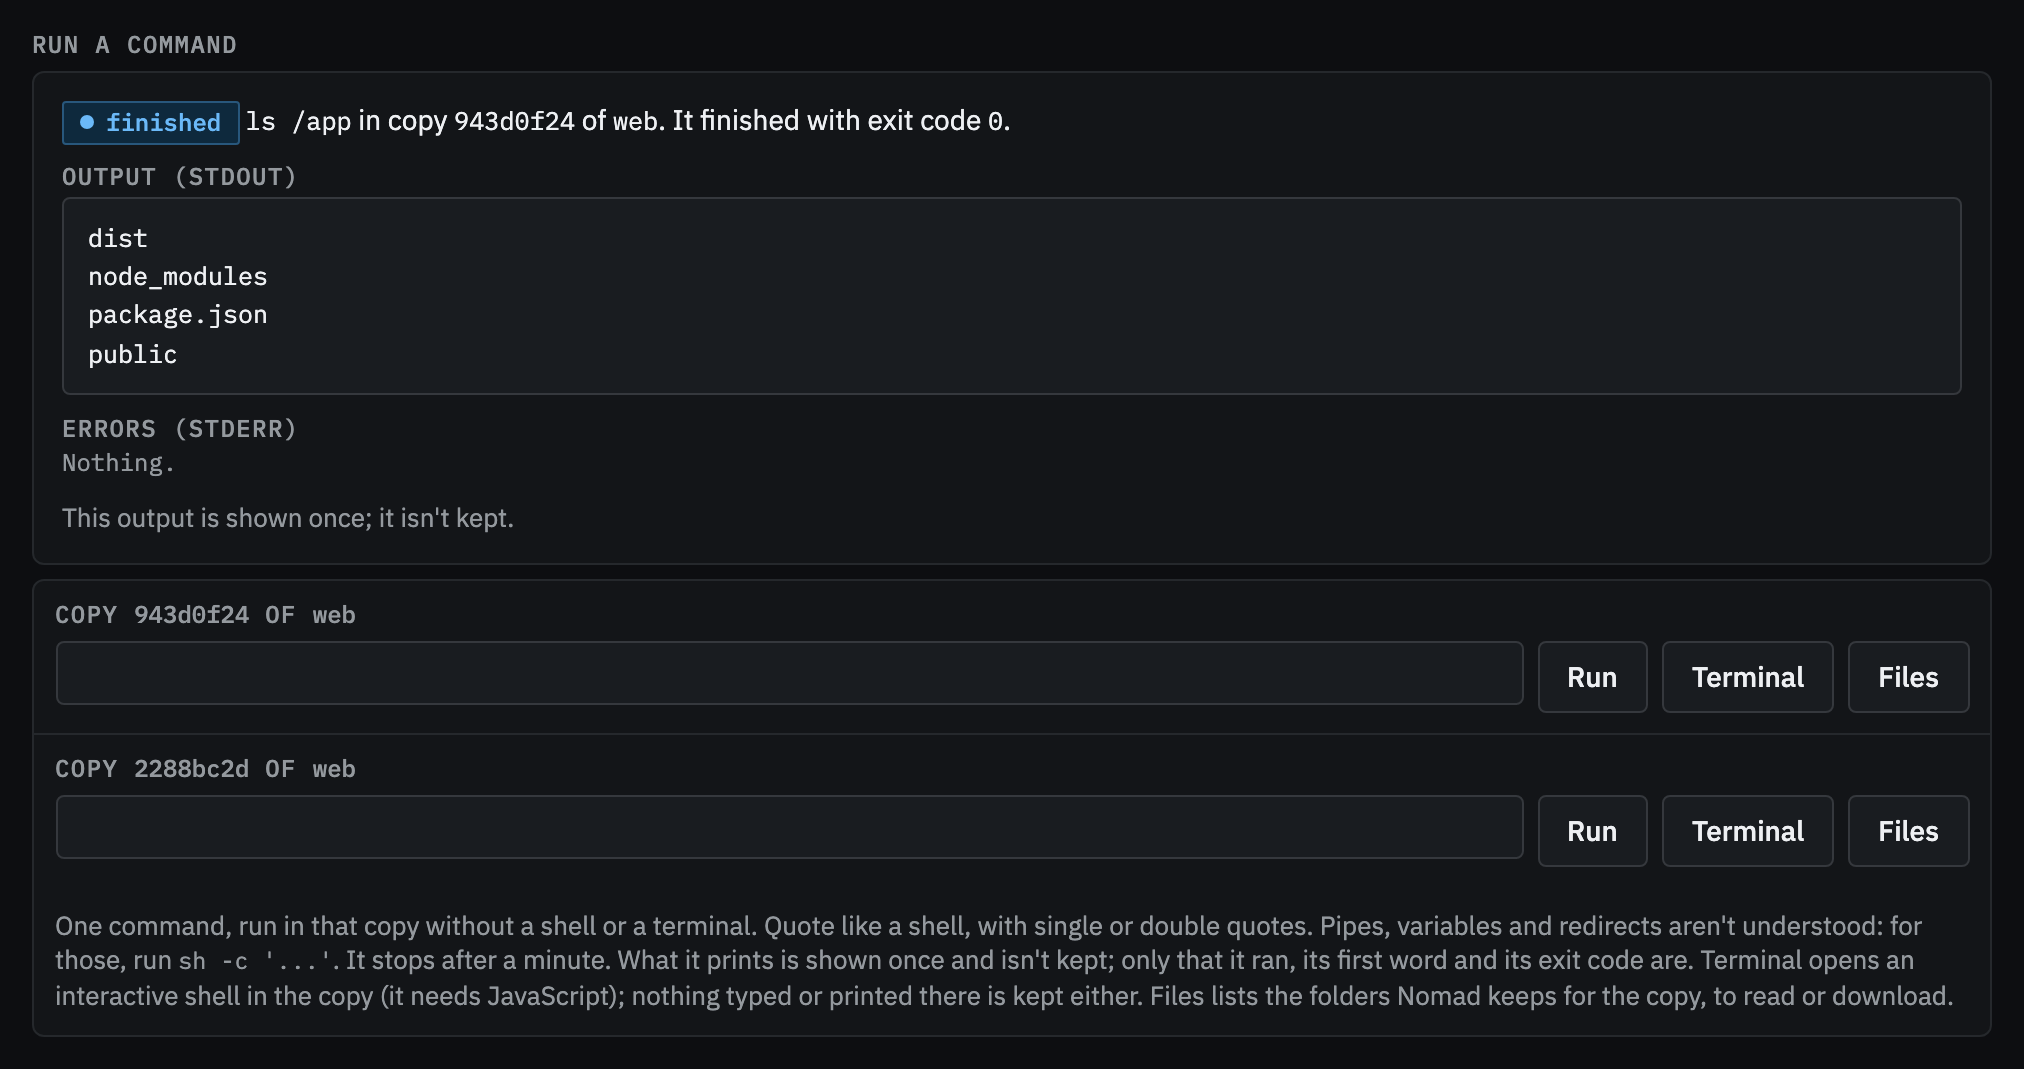 RUN A COMMAND
finished ls /app in copy 943d0f24 of web. It finished with exit code 0.
OUTPUT (STDOUT)
dist
node_modules
package.json
public
ERRORS (STDERR)
Nothing.
This output is shown once; it isn't kept.
COPY 943d0f24 OF web
Run Terminal Files
COPY 2288bc2d OF web
Run Terminal Files
One command, run in that copy without a shell or a terminal. Quote like a shell, with single or double quotes. Pipes, variables and redirects aren't understood: for
those, run sh -c '...'. It stops after a minute. What it prints is shown once and isn't kept; only that it ran, its first word and its exit code are. Terminal opens an
interactive shell in the copy (it needs JavaScript); nothing typed or printed there is kept either. Files lists the folders Nomad keeps for the copy, to read or download.